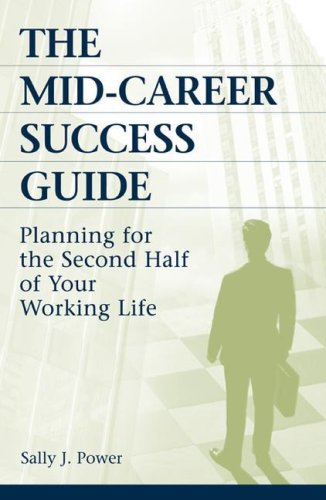 THE
MID-CAREER
SUCCESS
GUIDE
Planning for
the Second Half
of Your
Working Life
Sally J. Power